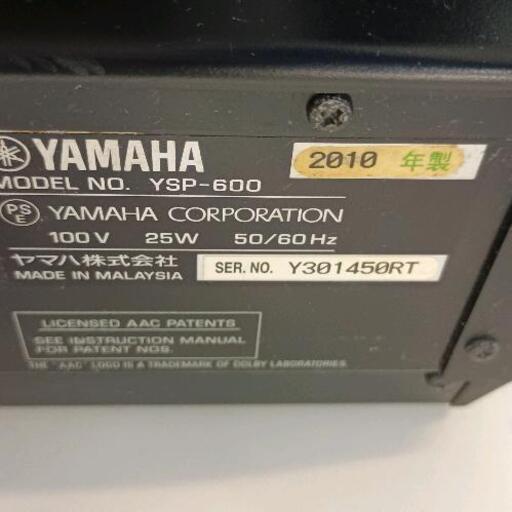 YAMAHA
2010 年製
MODEL NO. YSP-600
PS E YAMAHA CORPORATION
100V 25W 50/60Hz
ヤマハ株式会社
MADE IN MALAYSIA
SER. NO. Y301450RT
LICENSED AAC PATENTS
SEE INSTRUCTION MANUAL
FOR PATENT NOS.
THE "AAC" LOGO IS A TRADEMARK OF DOLBY LABORATORIES.